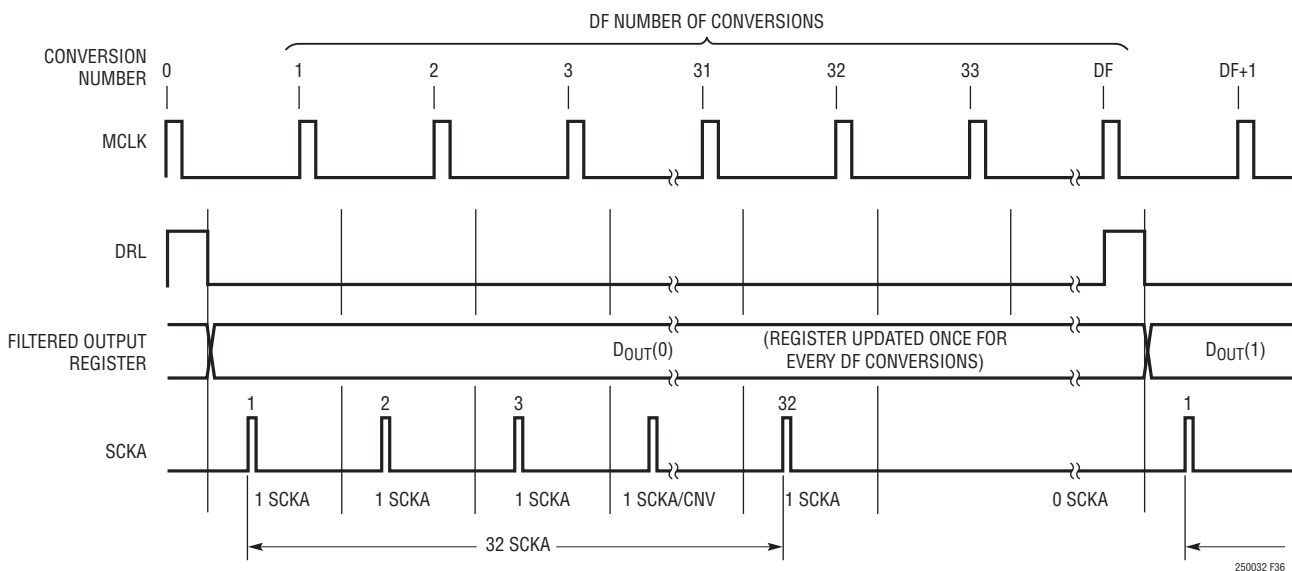 DF NUMBER OF CONVERSIONS
CONVERSION
NUMBER
0 1 2 3 31 32 33 DF DF+1
MCLK
DRL
FILTERED OUTPUT
REGISTER
DOUT(0)
(REGISTER UPDATED ONCE FOR
EVERY DF CONVERSIONS)
DOUT(1)
1 2 3 32 1
SCKA
1 SCKA 1 SCKA 1 SCKA 1 SCKA/CNV 1 SCKA 0 SCKA
32 SCKA
250032 F36